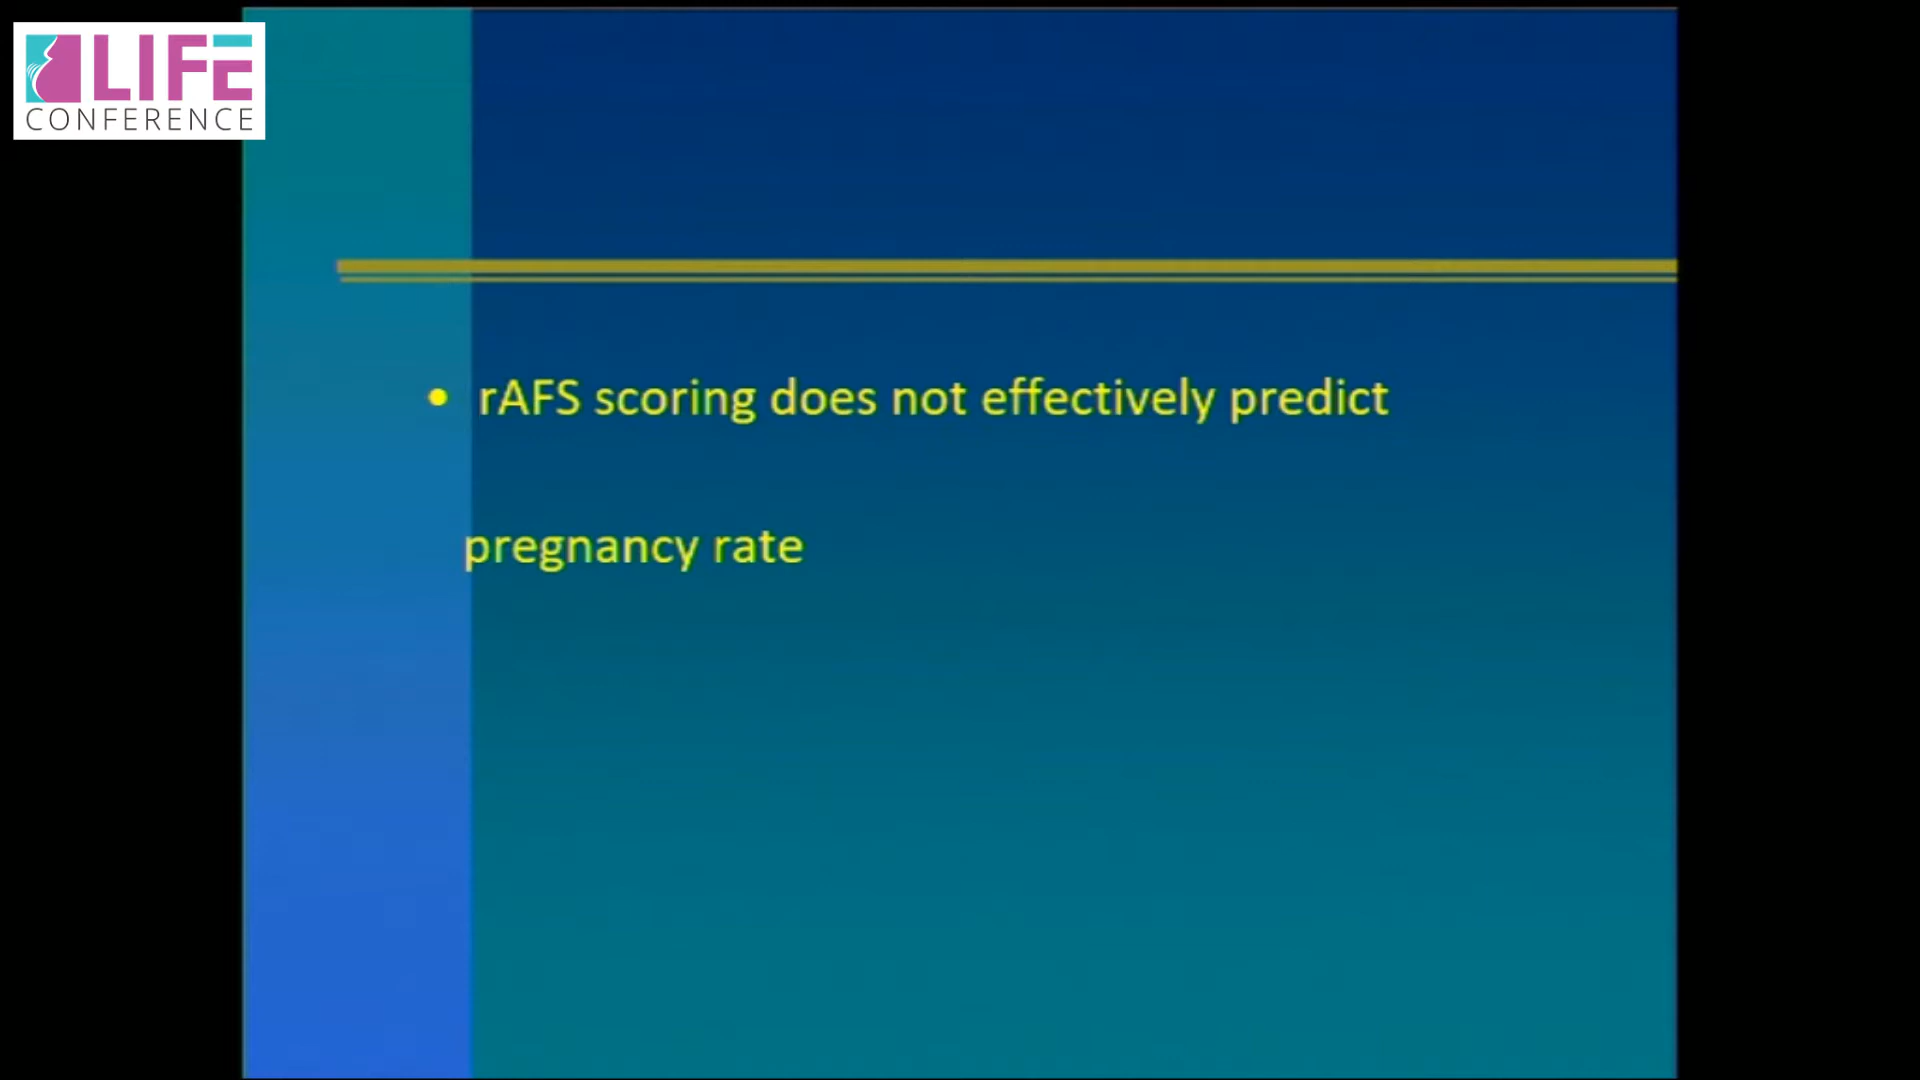 LIFE
CONFERENCE
• rAFS scoring does not effectively predict
pregnancy rate